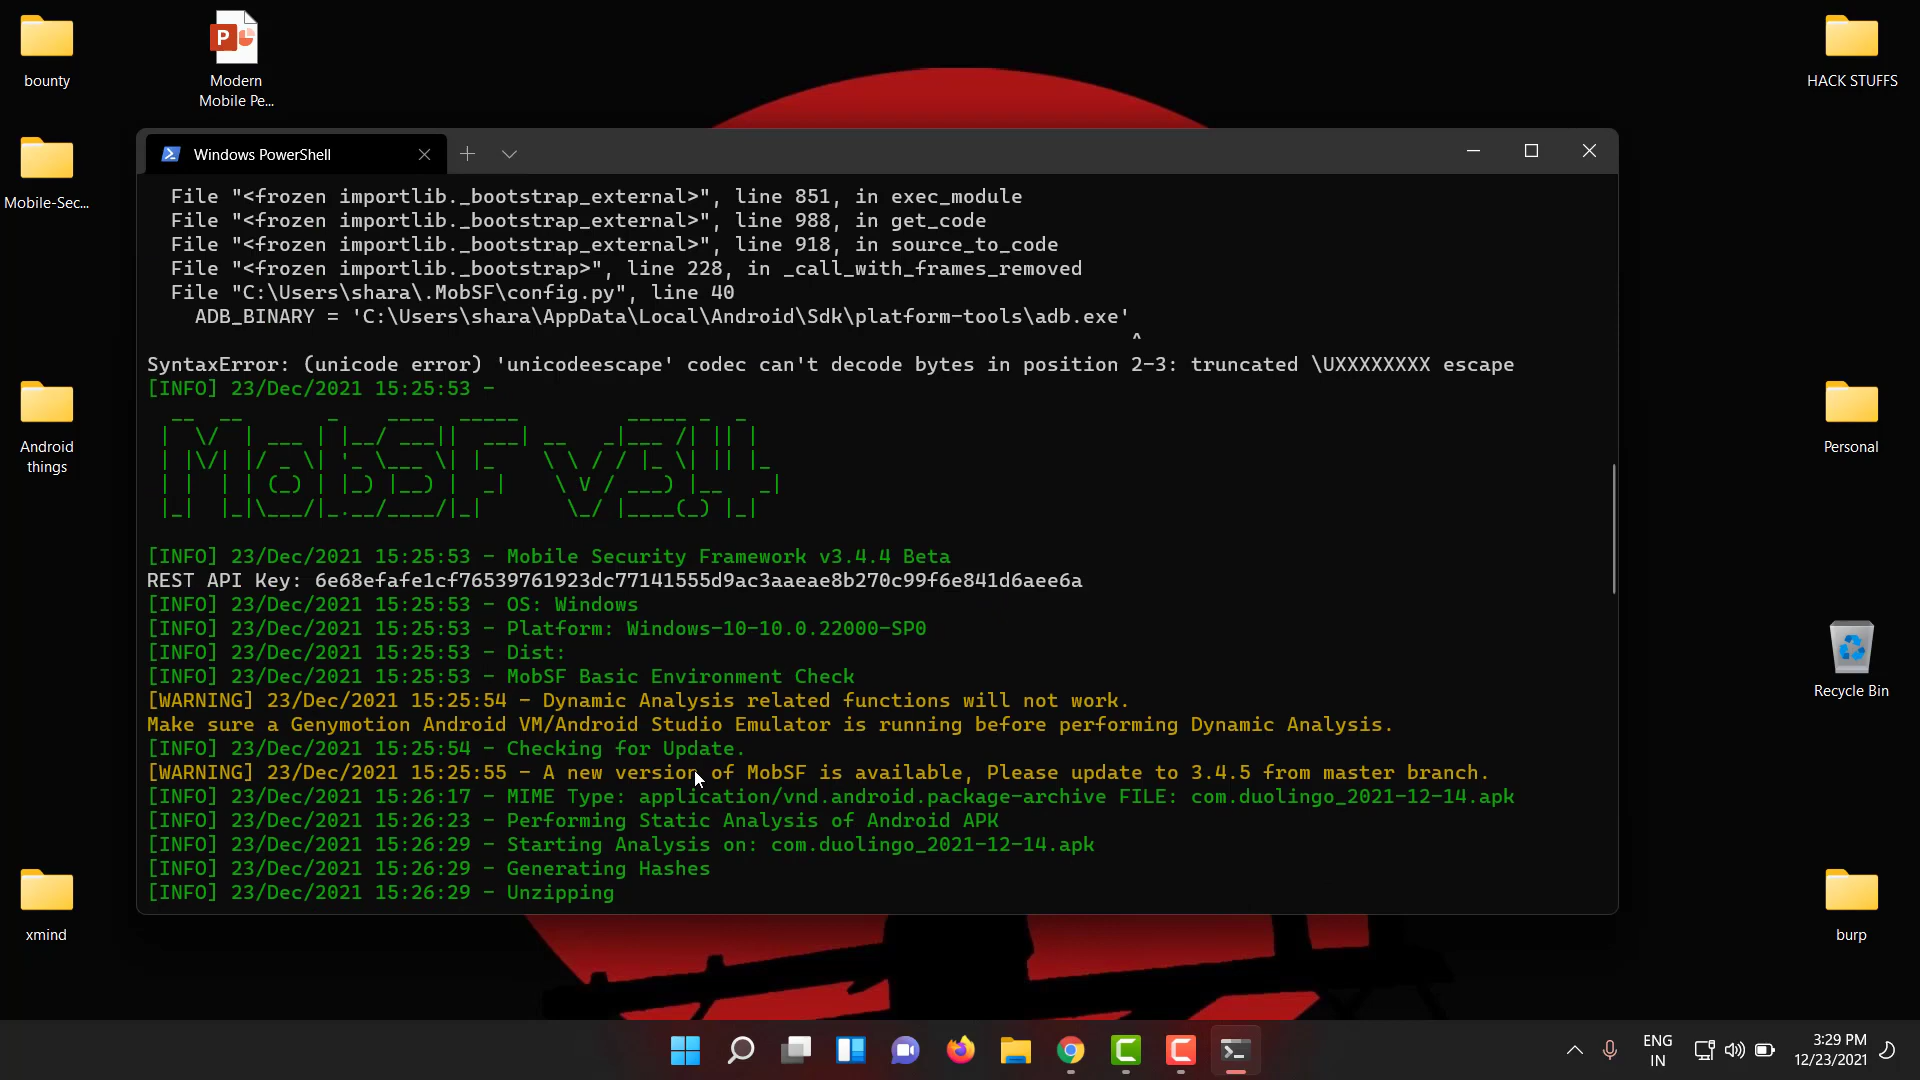 bounty
Modern
Mobile Pe...
HACK STUFFS
Mobile-Sec...
Android
things
Personal
Recycle Bin
xmind
burp
Windows PowerShell
File "<frozen importlib._bootstrap_external>", line 851, in exec_module
File "<frozen importlib._bootstrap_external>", line 988, in get_code
File "<frozen importlib._bootstrap_external>", line 918, in source_to_code
File "<frozen importlib._bootstrap>", line 228, in _call_with_frames_removed
File "C:\Users\shara\.MobSF\config.py", line 40
ADB_BINARY = 'C:\Users\shara\AppData\Local\Android\Sdk\platform-tools\adb.exe'
^
SyntaxError: (unicode error) 'unicodeescape' codec can't decode bytes in position 2-3: truncated \UXXXXXXXX escape
[INFO] 23/Dec/2021 15:25:53 -
MobSF v3.4
[INFO] 23/Dec/2021 15:25:53 - Mobile Security Framework v3.4.4 Beta
REST API Key: 6e68efafe1cf76539761923dc77141555d9ac3aaeae8b270c99f6e841d6aee6a
[INFO] 23/Dec/2021 15:25:53 - OS: Windows
[INFO] 23/Dec/2021 15:25:53 - Platform: Windows-10-10.0.22000-SP0
[INFO] 23/Dec/2021 15:25:53 - Dist:
[INFO] 23/Dec/2021 15:25:53 - MobSF Basic Environment Check
[WARNING] 23/Dec/2021 15:25:54 - Dynamic Analysis related functions will not work.
Make sure a Genymotion Android VM/Android Studio Emulator is running before performing Dynamic Analysis.
[INFO] 23/Dec/2021 15:25:54 - Checking for Update.
[WARNING] 23/Dec/2021 15:25:55 - A new version of MobSF is available, Please update to 3.4.5 from master branch.
[INFO] 23/Dec/2021 15:26:17 - MIME Type: application/vnd.android.package-archive FILE: com.duolingo_2021-12-14.apk
[INFO] 23/Dec/2021 15:26:23 - Performing Static Analysis of Android APK
[INFO] 23/Dec/2021 15:26:29 - Starting Analysis on: com.duolingo_2021-12-14.apk
[INFO] 23/Dec/2021 15:26:29 - Generating Hashes
[INFO] 23/Dec/2021 15:26:29 - Unzipping
ENG
IN
3:29 PM
12/23/2021